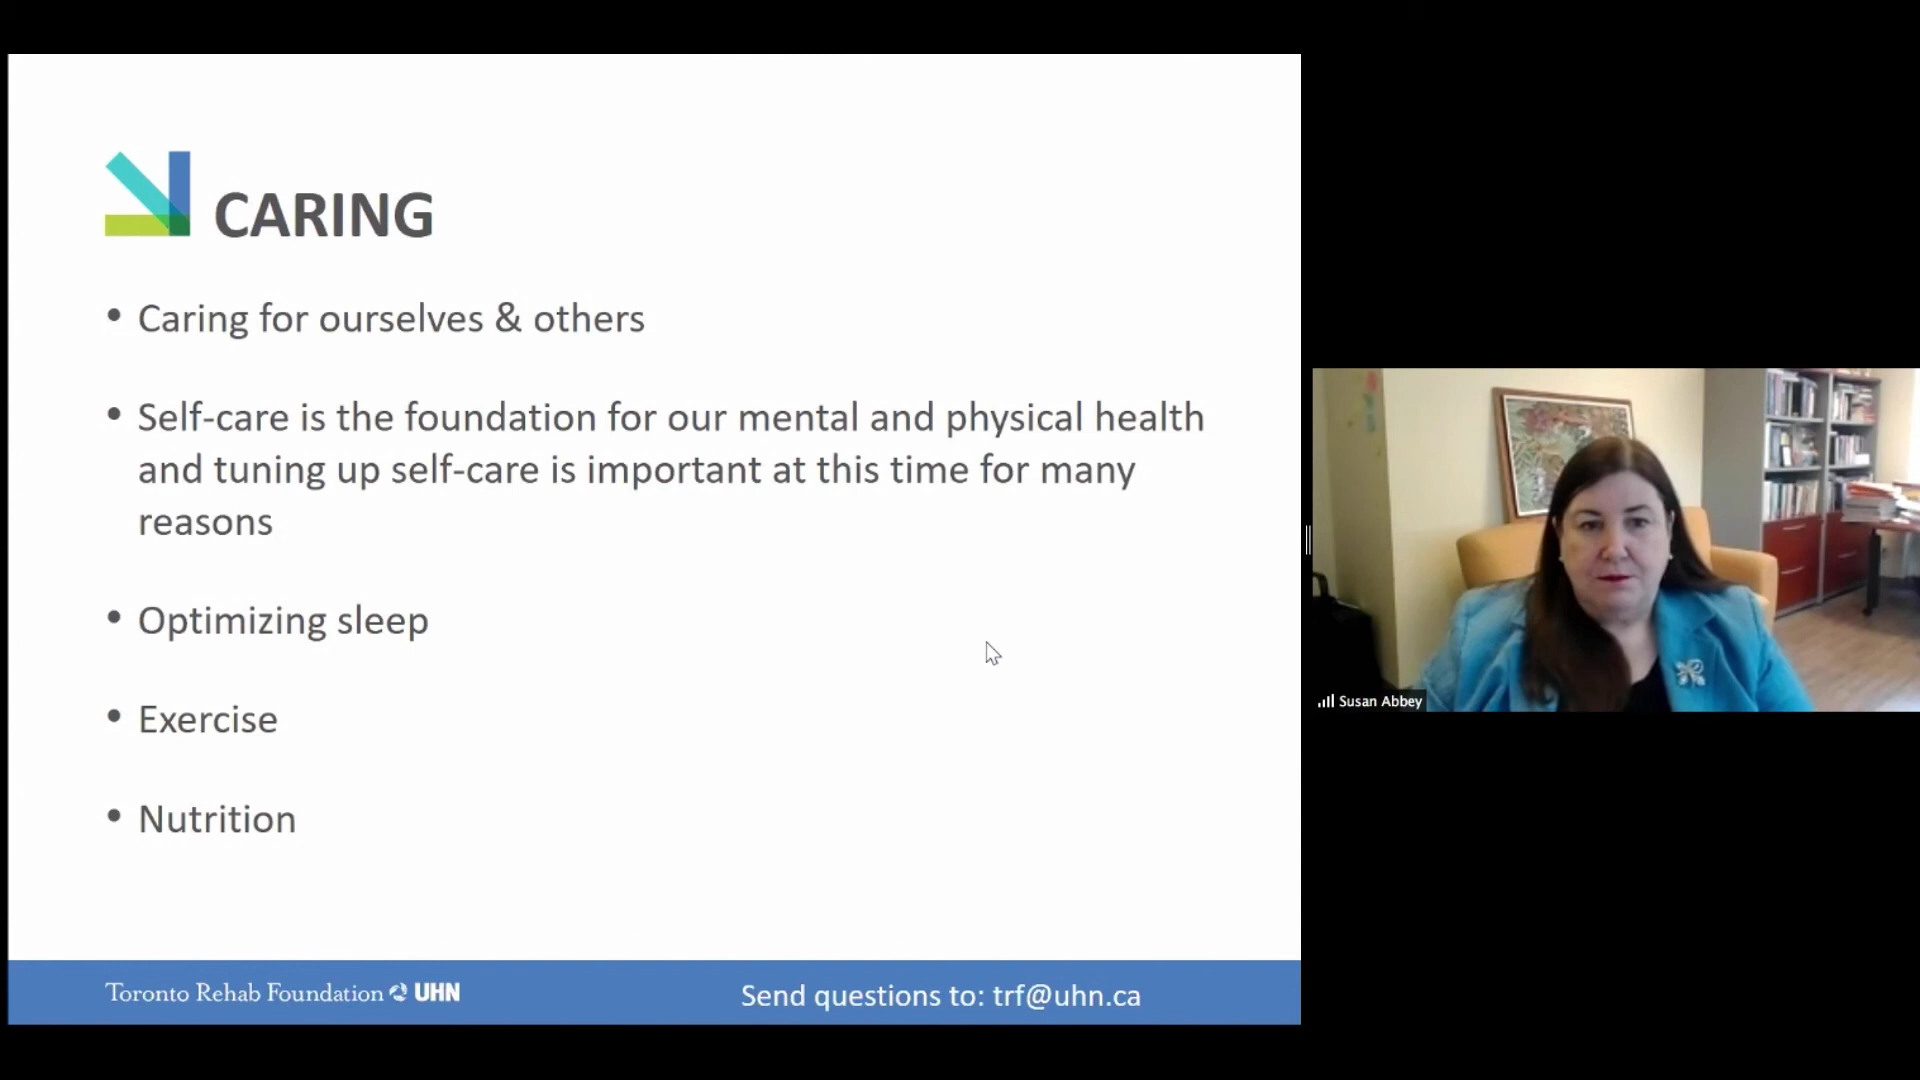 CARING
• Caring for ourselves & others
• Self-care is the foundation for our mental and physical health
and tuning up self-care is important at this time for many
reasons
• Optimizing sleep
• Exercise
• Nutrition
Toronto Rehab Foundation UHN
Send questions to: trf@uhn.ca
Susan Abbey